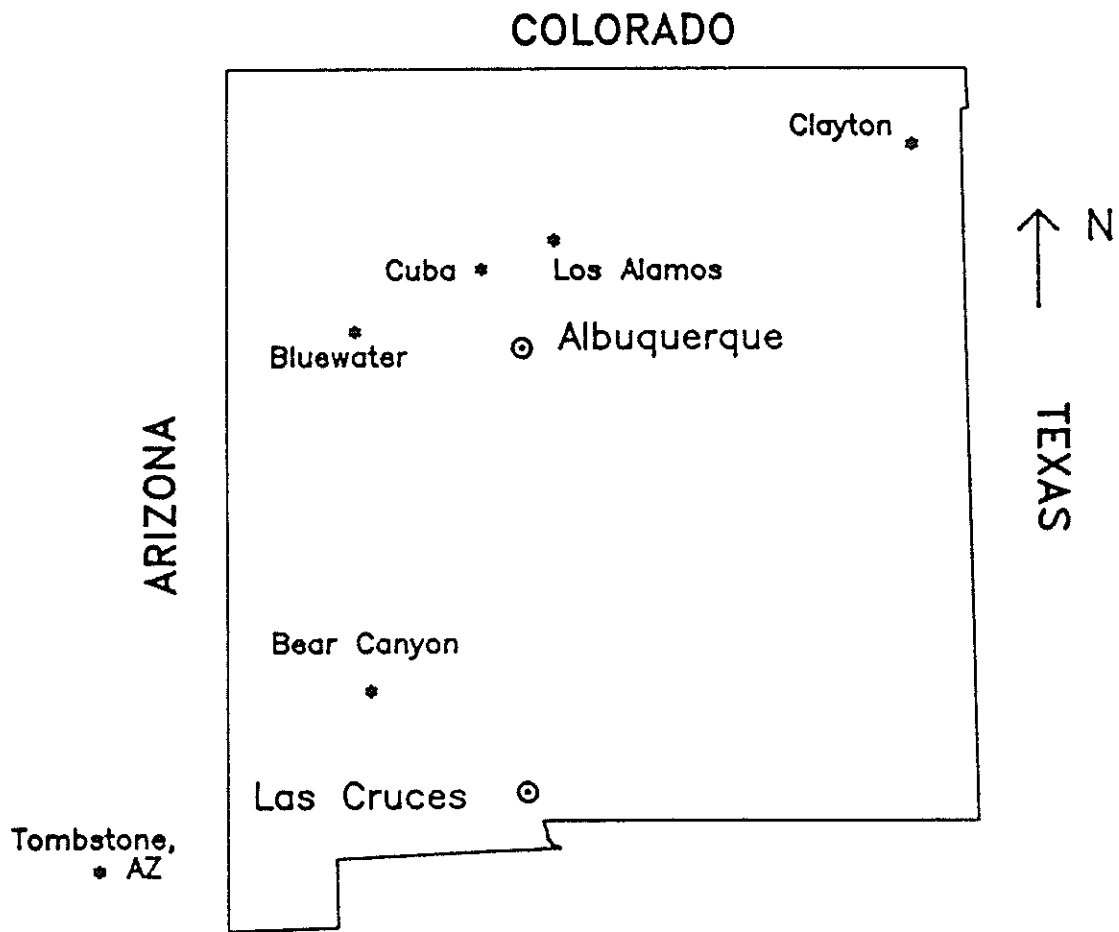 COLORADO
Clayton
N
Cuba
Los Alamos
Albuquerque
Bluewater
ARIZONA
TEXAS
Bear Canyon
Las Cruces
Tombstone,
AZ